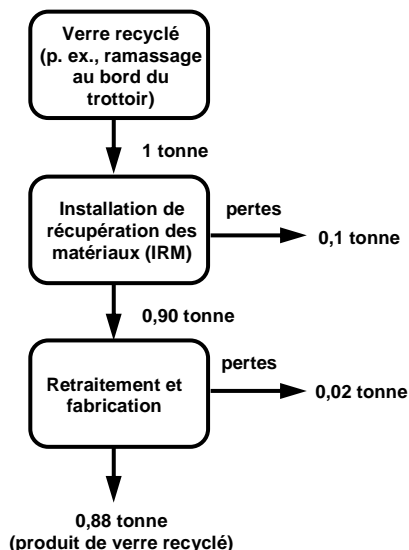 Verre recyclé
(p. ex., ramassage
au bord du
trottoir)
1 tonne
Installation de
récupération des
matériaux (IRM)
pertes
0,1 tonne
0,90 tonne
Retraitement et
fabrication
pertes
0,02 tonne
0,88 tonne
(produit de verre recyclé)